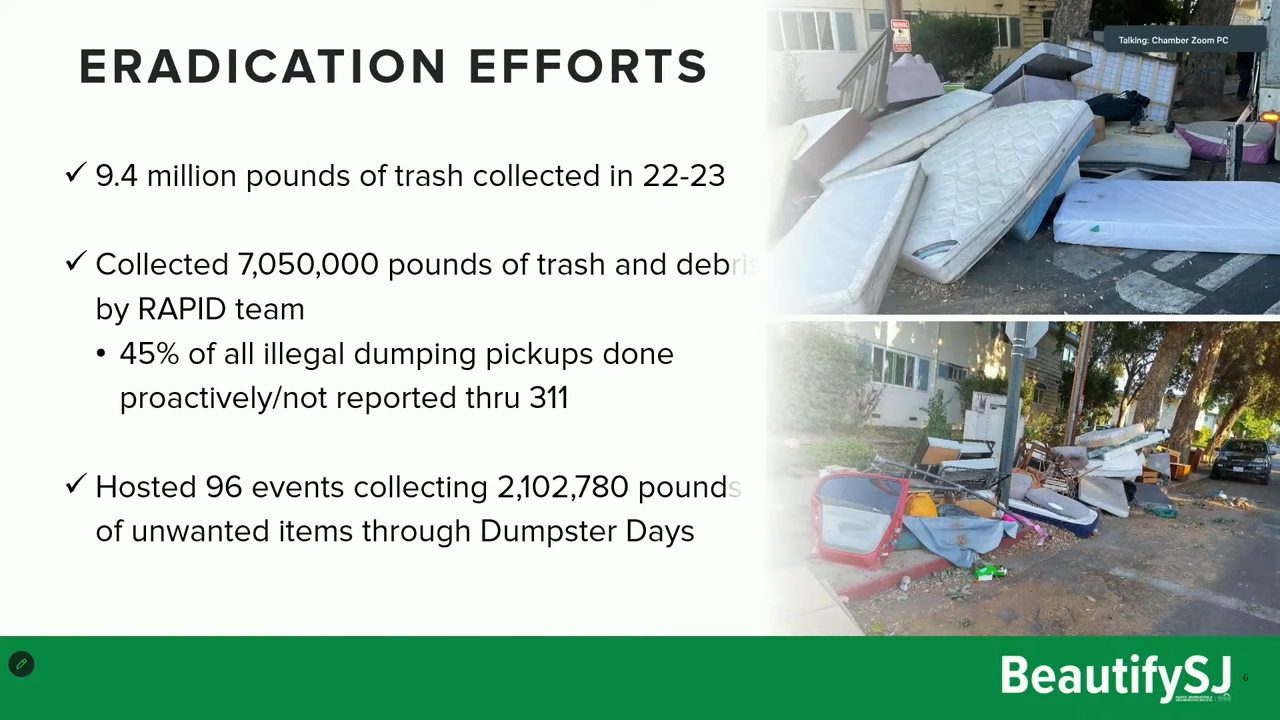 ERADICATION EFFORTS
Talking: Chamber Zoom PC
✓ 9.4 million pounds of trash collected in 22-23
✓ Collected 7,050,000 pounds of trash and debris
by RAPID team
• 45% of all illegal dumping pickups done
proactively/not reported thru 311
✓ Hosted 96 events collecting 2,102,780 pounds
of unwanted items through Dumpster Days
BeautifySJ
6